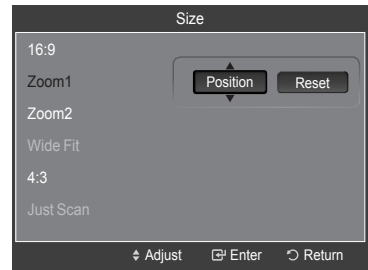 Size
16:9
Zoom1
Position Reset
Zoom2
Wide Fit
4:3
Just Scan
Adjust Enter Return